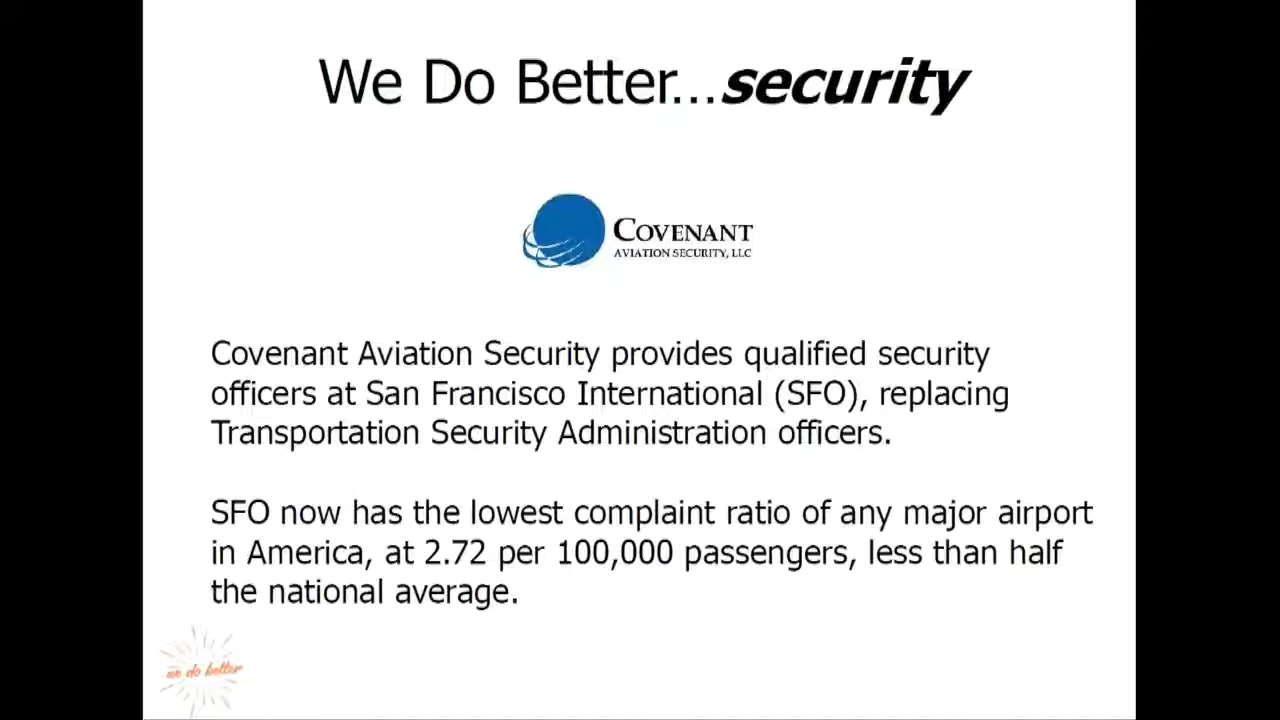 We Do Better...security
COVENANT
AVIATION SECURITY, LLC
Covenant Aviation Security provides qualified security
officers at San Francisco International (SFO), replacing
Transportation Security Administration officers.
SFO now has the lowest complaint ratio of any major airport
in America, at 2.72 per 100,000 passengers, less than half
the national average.
we do better